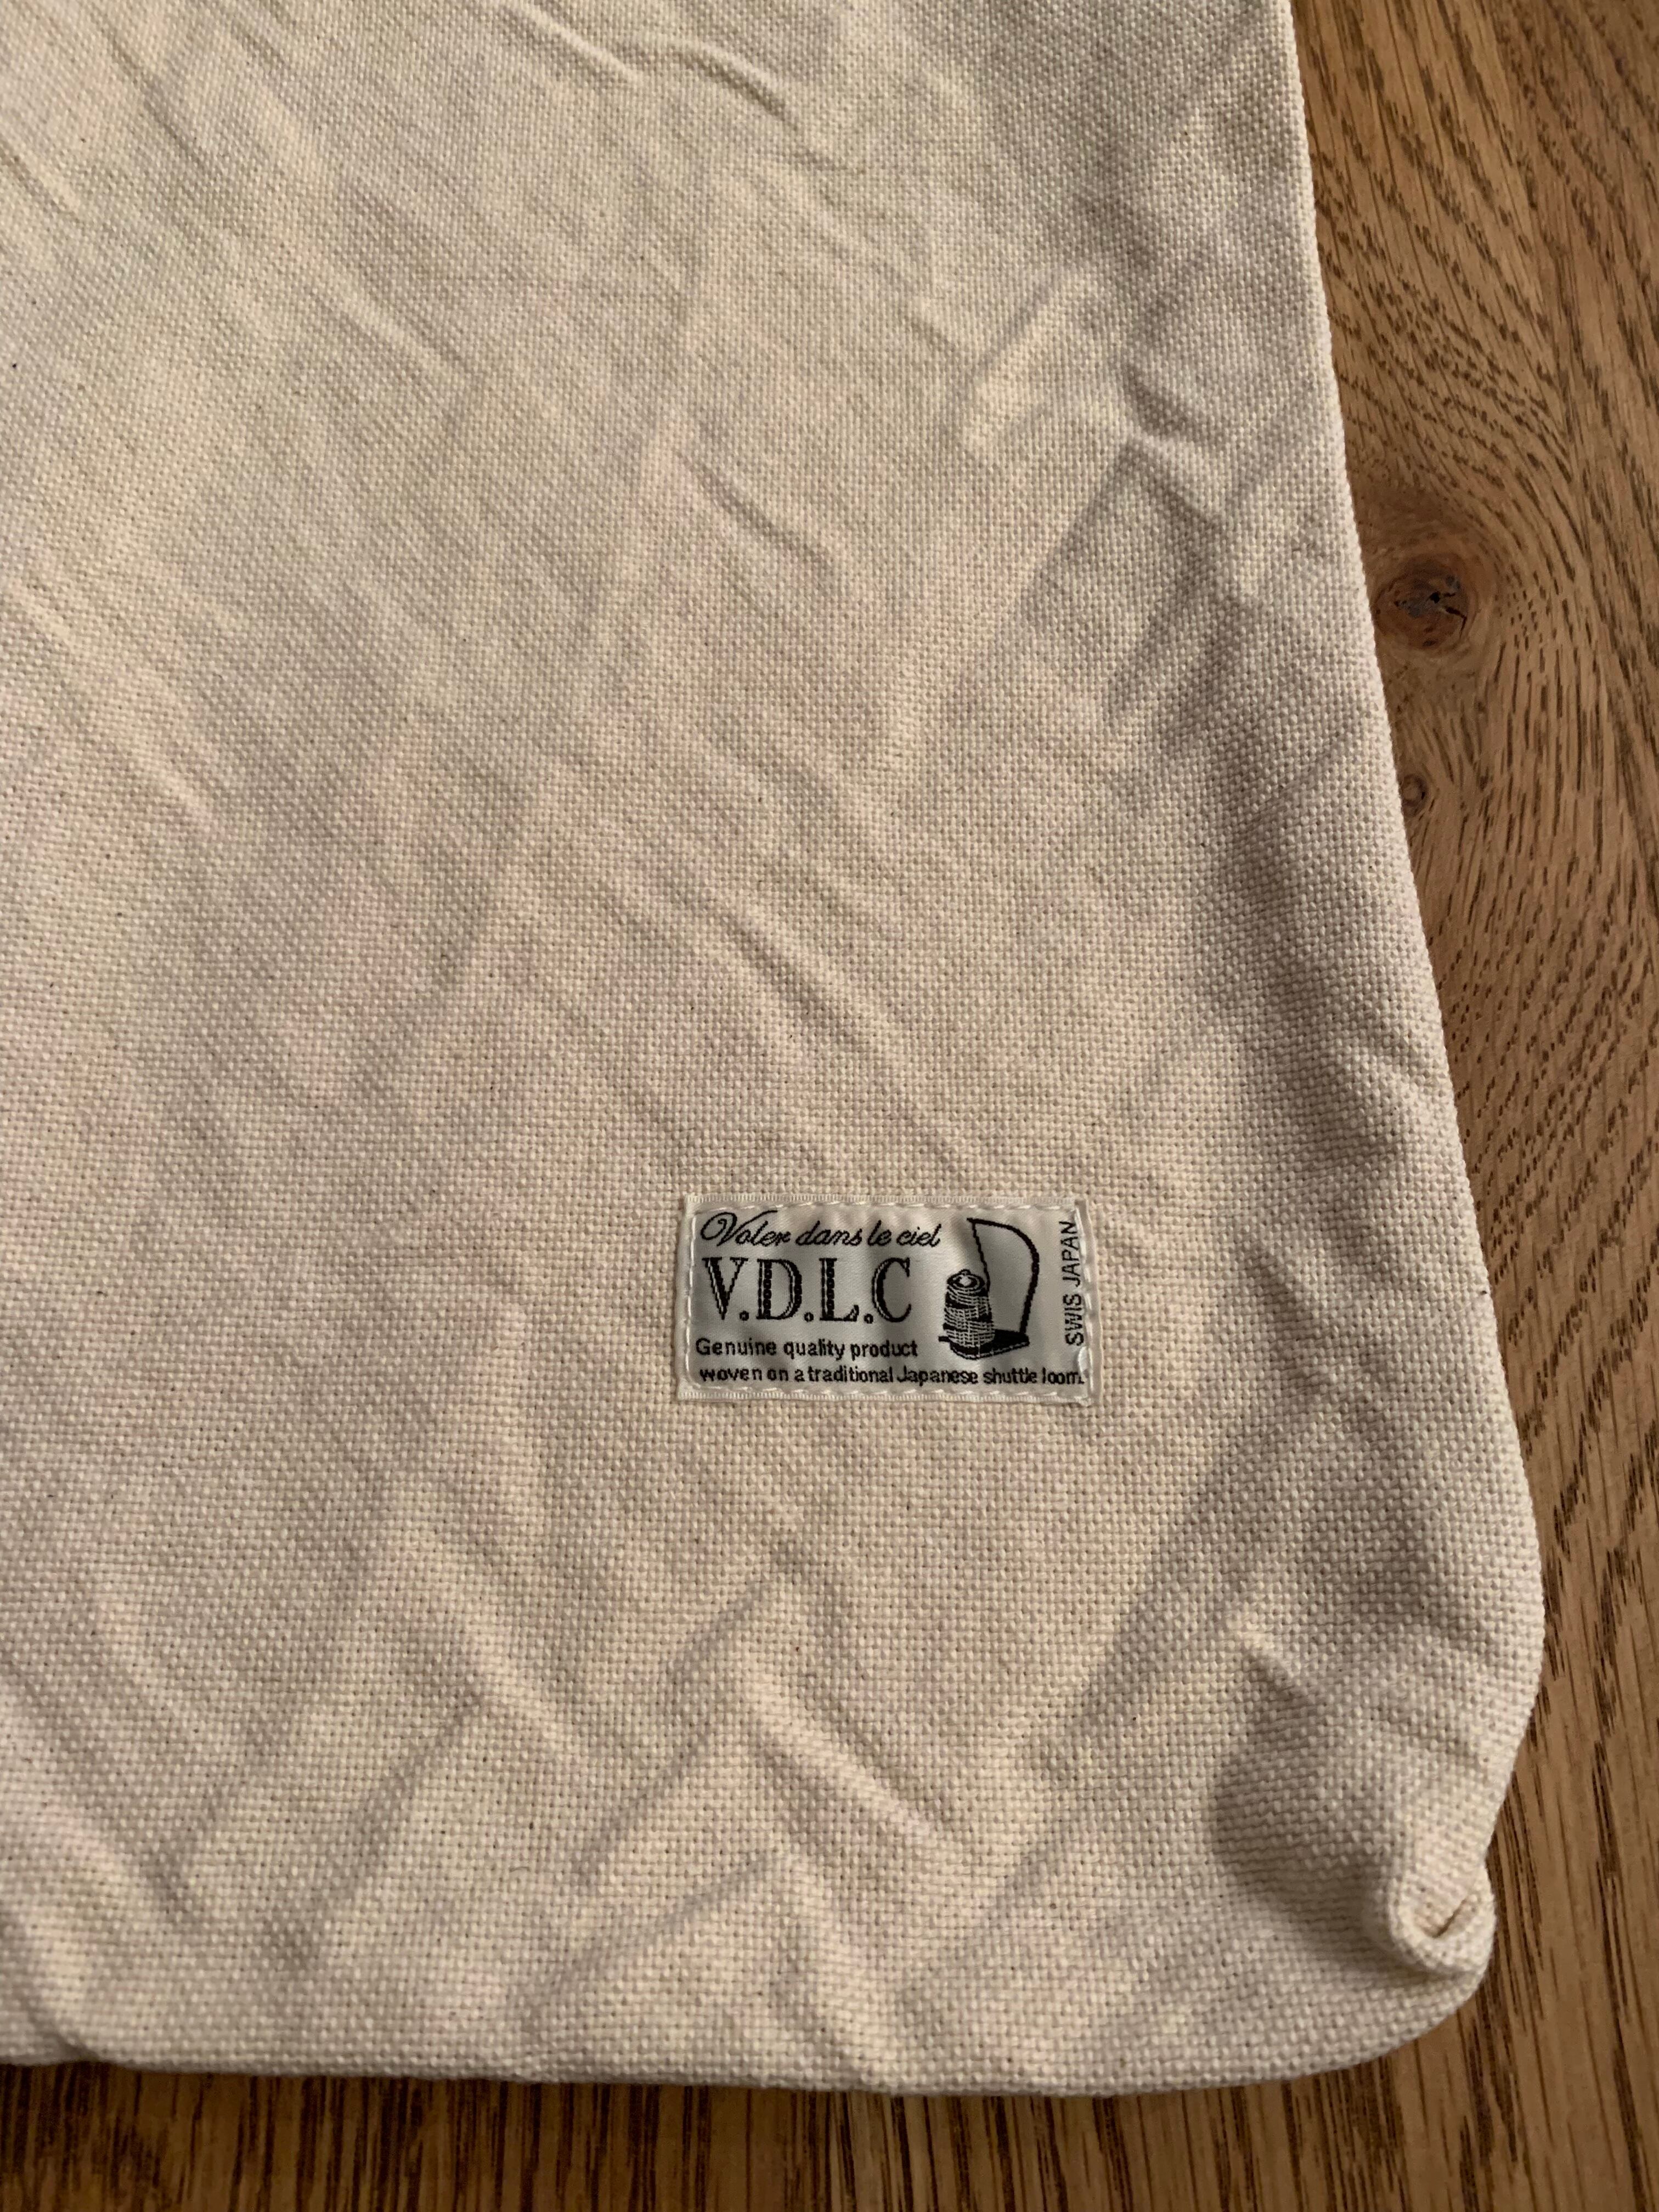 Voler dans le ciel
V.D.L.C
Genuine quality product
woven on a traditional Japanese shuttle loom.
SWIS JAPAN